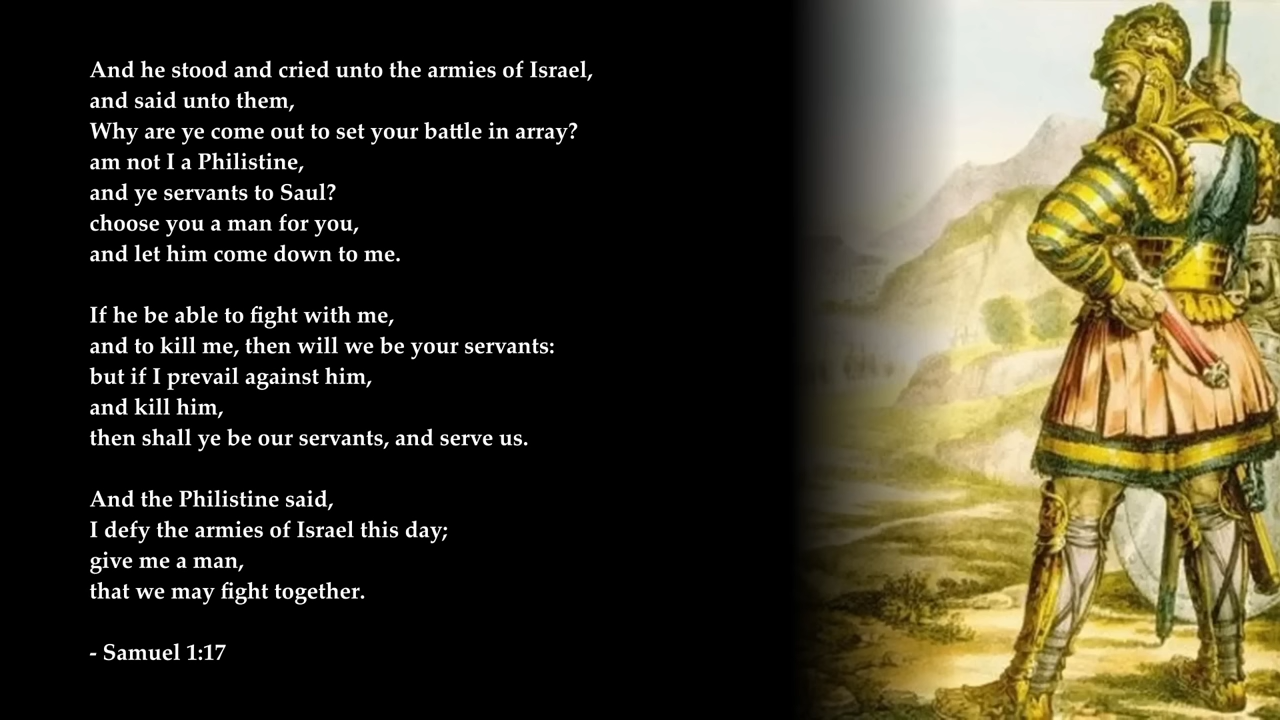 And he stood and cried unto the armies of Israel,
and said unto them,
Why are ye come out to set your battle in array?
am not I a Philistine,
and ye servants to Saul?
choose you a man for you,
and let him come down to me.
If he be able to fight with me,
and to kill me, then will we be your servants:
but if I prevail against him,
and kill him,
then shall ye be our servants, and serve us.
And the Philistine said,
I defy the armies of Israel this day;
give me a man,
that we may fight together.
- Samuel 1:17